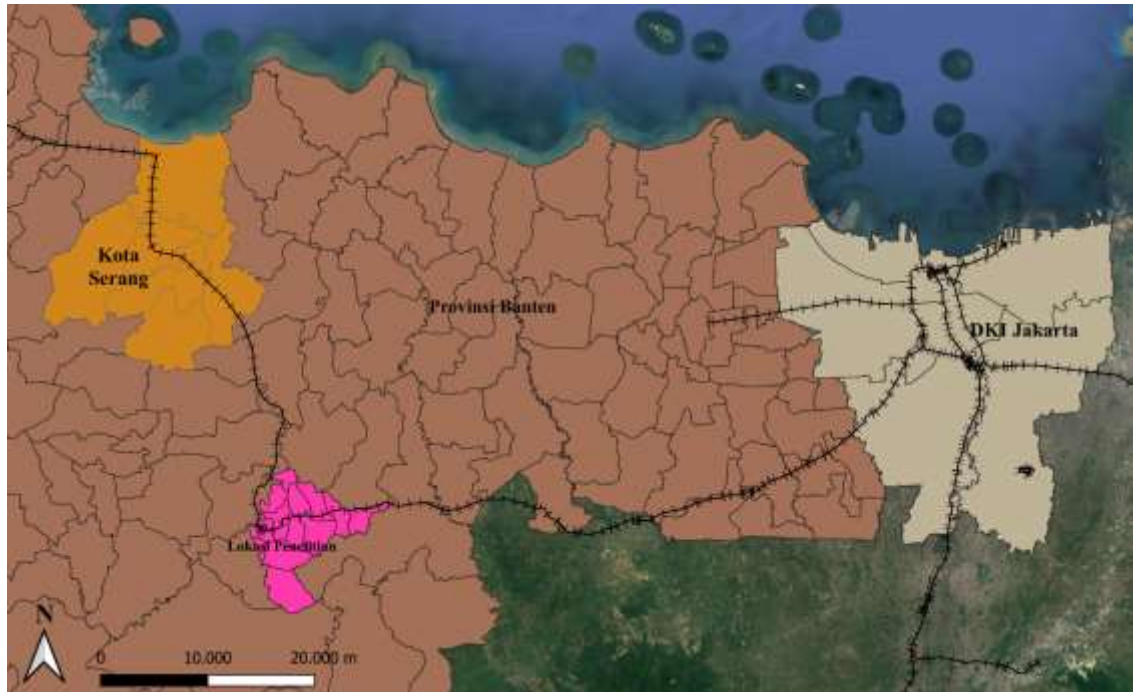 Kota
Serang
Provinsi Banten
DKI Jakarta
Lokasi Penelitian
N
0 10.000 20.000 m